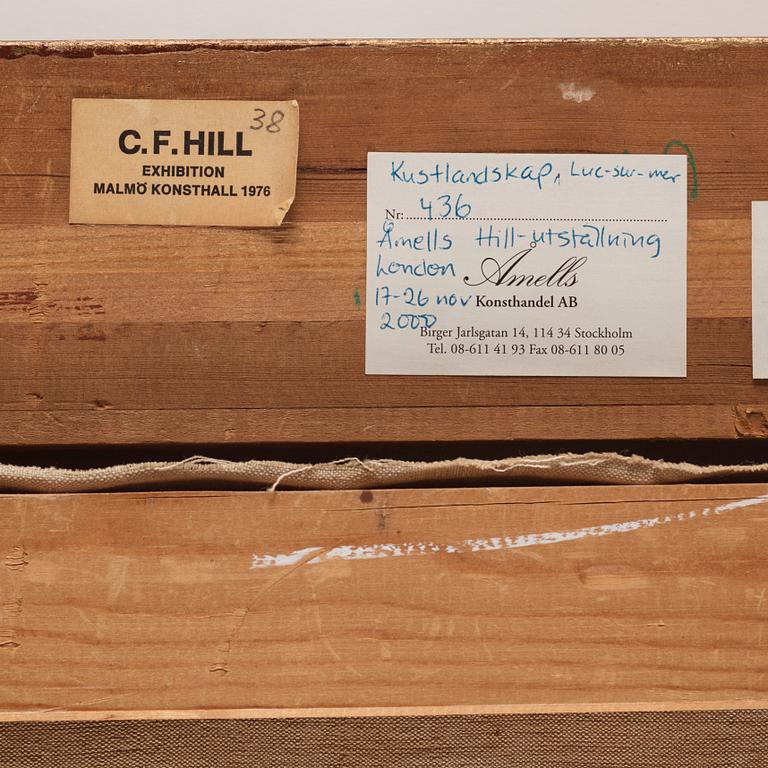 38
C.F. HILL
EXHIBITION
MALMÖ KONSTHALL 1976
Kustlandskap, Luc-sur-mer
Nr: 436
Åmells Hill-utställning
London Åmells
17-26 nov Konsthandel AB
2000
Birger Jarlsgatan 14, 114 34 Stockholm
Tel. 08-611 41 93 Fax 08-611 80 05